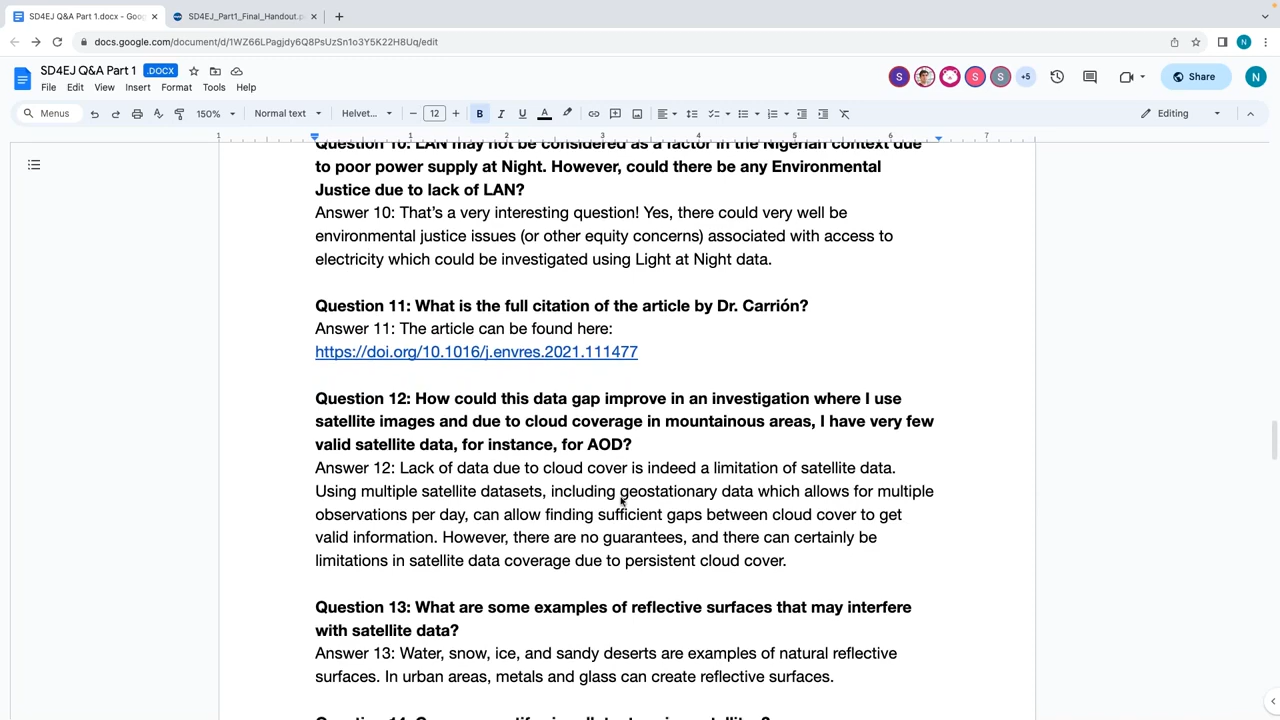 SD4EJ Q&A Part 1.docx - Goo
SD4EJ_Part1_Final_Handout.p
docs.google.com/document/d/1WZ66LPagjdy6Q8PsUzSn1o3Y5K22H8Uq/edit
N
SD4EJ Q&A Part 1 .DOCX
File Edit View Insert Format Tools Help
S S S +5 Share N
Menus 150% Normal text Helvet... 12 B I U A Editing
1 1 2 3 4 5 6 7
Question 10: LAN may not be considered as a factor in the Nigerian context due
to poor power supply at Night. However, could there be any Environmental
Justice due to lack of LAN?
Answer 10: That’s a very interesting question! Yes, there could very well be
environmental justice issues (or other equity concerns) associated with access to
electricity which could be investigated using Light at Night data.
Question 11: What is the full citation of the article by Dr. Carrión?
Answer 11: The article can be found here:
https://doi.org/10.1016/j.envres.2021.111477
Question 12: How could this data gap improve in an investigation where I use
satellite images and due to cloud coverage in mountainous areas, I have very few
valid satellite data, for instance, for AOD?
Answer 12: Lack of data due to cloud cover is indeed a limitation of satellite data.
Using multiple satellite datasets, including geostationary data which allows for multiple
observations per day, can allow finding sufficient gaps between cloud cover to get
valid information. However, there are no guarantees, and there can certainly be
limitations in satellite data coverage due to persistent cloud cover.
Question 13: What are some examples of reflective surfaces that may interfere
with satellite data?
Answer 13: Water, snow, ice, and sandy deserts are examples of natural reflective
surfaces. In urban areas, metals and glass can create reflective surfaces.